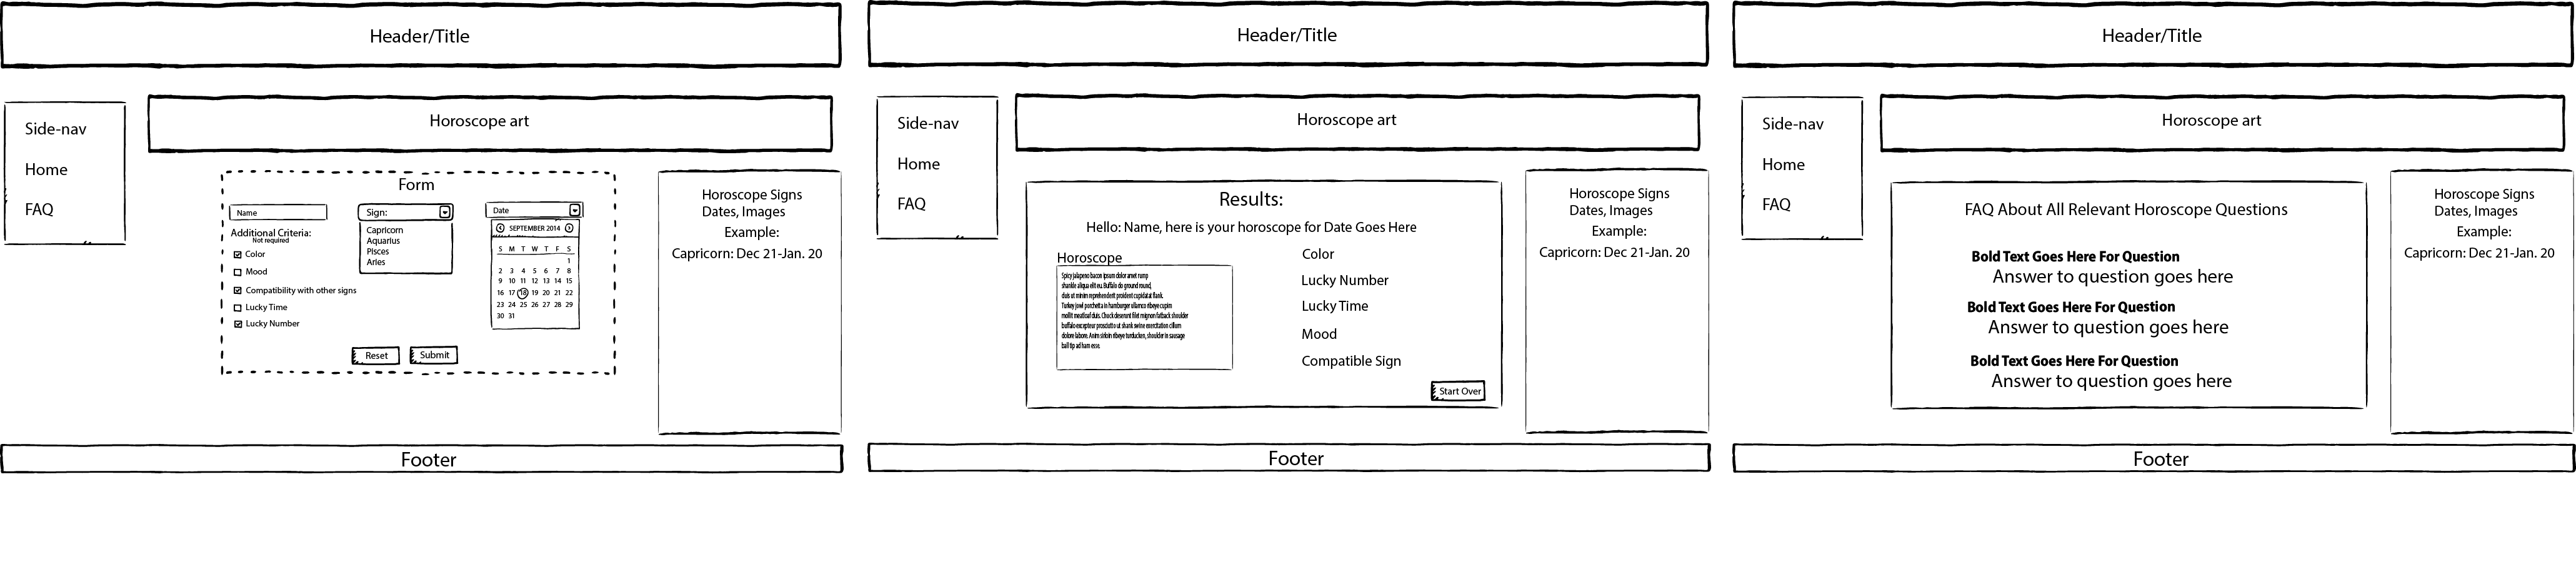 Header/Title
Side-nav
Home
FAQ
Horoscope art
Form
Name
Additional Criteria:
Not required
Color
Mood
Compatibility with other signs
Lucky Time
Lucky Number
Sign:
Capricorn
Aquarius
Pisces
Aries
Date
SEPTEMBER 2014
S M T W T F S
1
2 3 4 5 6 7 8
9 10 11 12 13 14 15
16 17 18 19 20 21 22
23 24 25 26 27 28 29
30 31
Reset Submit
Horoscope Signs
Dates, Images
Example:
Capricorn: Dec 21-Jan. 20
Footer
Header/Title
Side-nav
Home
FAQ
Horoscope art
Results:
Hello: Name, here is your horoscope for Date Goes Here
Horoscope
Spicy jalapeno bacon ipsum dolor amet rump
shankle aliqua elit eu. Buffalo do ground round,
duis ut minim reprehenderit proident cupidatat flank.
Turkey jowl porchetta in hamburger ullamco ribeye cupim
mollit meatloaf duis. Chuck deserunt filet mignon fatback shoulder
buffalo excepteur prosciutto ut shank swine exercitation cillum
dolore labore. Anim sirloin ribeye turducken, shoulder in sausage
ball tip ad ham esse.
Color
Lucky Number
Lucky Time
Mood
Compatible Sign
Start Over
Horoscope Signs
Dates, Images
Example:
Capricorn: Dec 21-Jan. 20
Footer
Header/Title
Side-nav
Home
FAQ
Horoscope art
FAQ About All Relevant Horoscope Questions
Bold Text Goes Here For Question
Answer to question goes here
Bold Text Goes Here For Question
Answer to question goes here
Bold Text Goes Here For Question
Answer to question goes here
Horoscope Signs
Dates, Images
Example:
Capricorn: Dec 21-Jan. 20
Footer